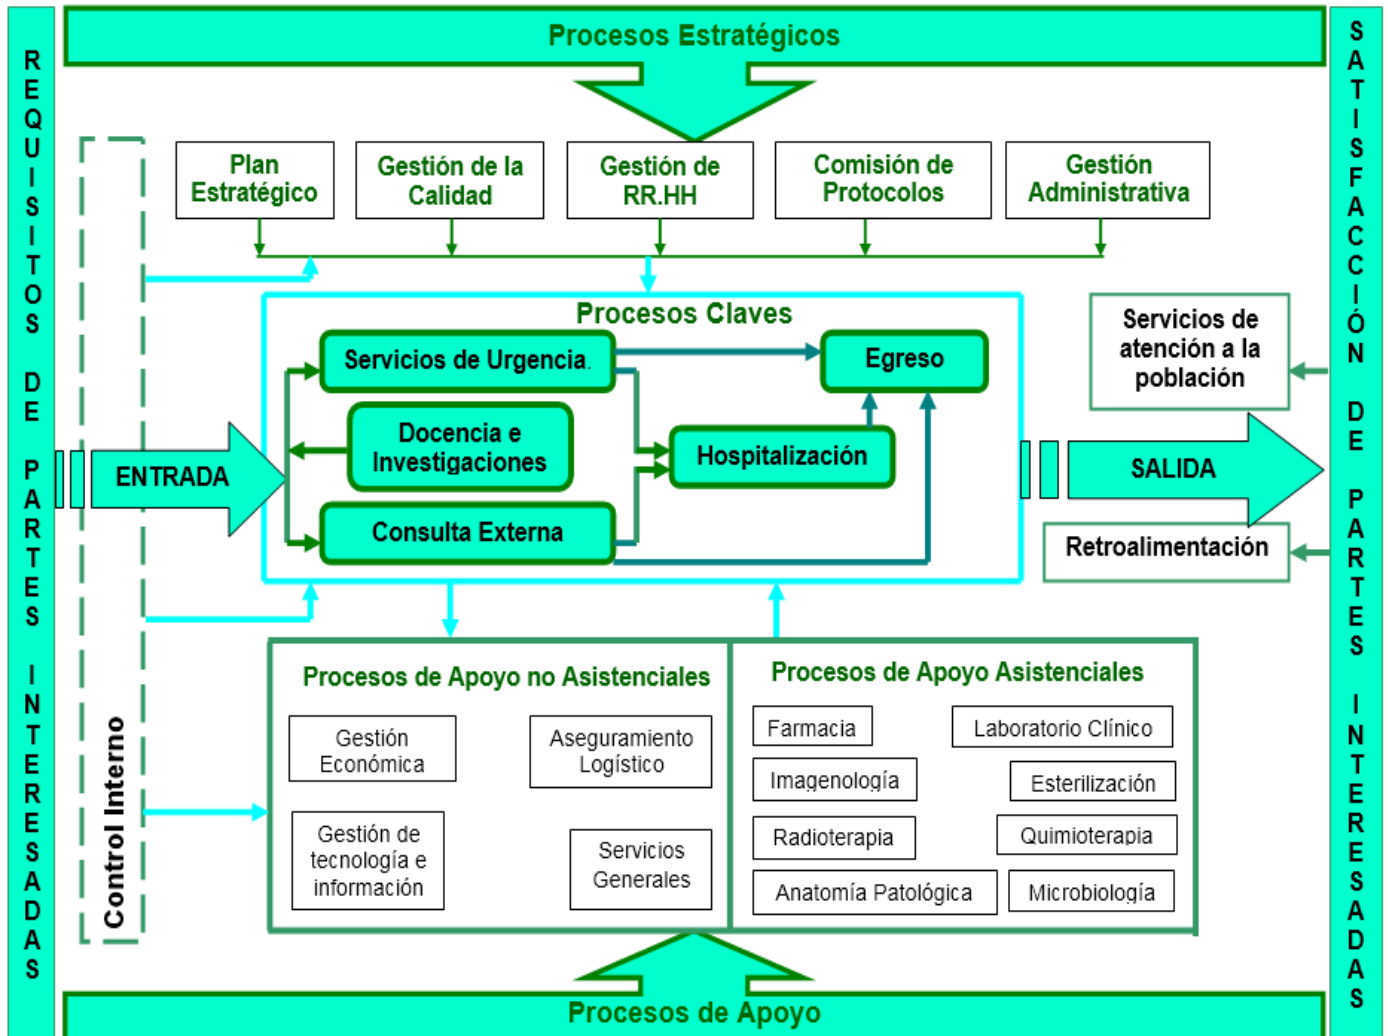 Procesos Estratégicos
REQUISITOS DE PARTES INTERESADAS
SATISFACCIÓN DE PARTES INTERESADAS
Plan
Estratégico
Gestión de la
Calidad
Gestión de
RR.HH
Comisión de
Protocolos
Gestión
Administrativa
Procesos Claves
Servicios de Urgencia.
Egreso
Docencia e
Investigaciones
Hospitalización
Consulta Externa
ENTRADA
SALIDA
Servicios de
atención a la
población
Retroalimentación
Control Interno
Procesos de Apoyo no Asistenciales
Gestión
Económica
Aseguramiento
Logístico
Gestión de
tecnología e
información
Servicios
Generales
Procesos de Apoyo Asistenciales
Farmacia
Laboratorio Clínico
Imagenología
Esterilización
Radioterapia
Quimioterapia
Anatomía Patológica
Microbiología
Procesos de Apoyo